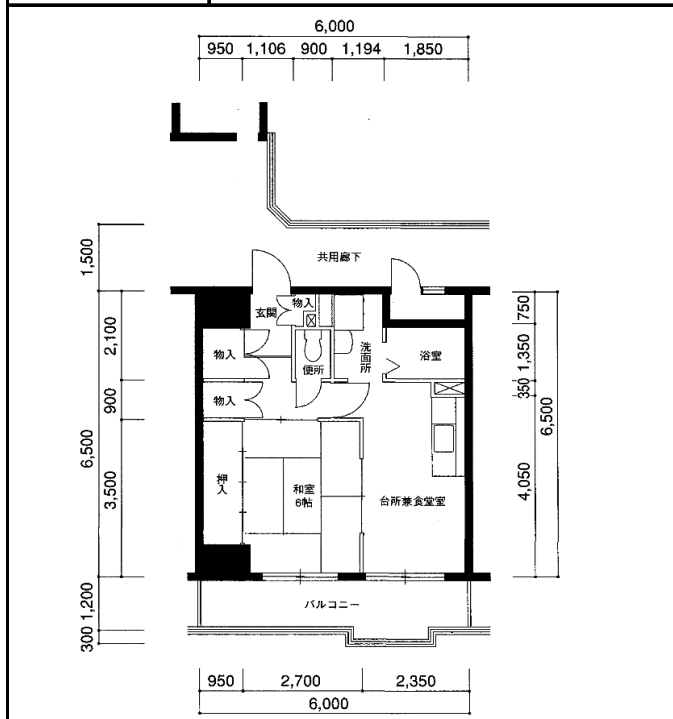 6,000
950 1,106 900 1,194 1,850
1,500
共用廊下
玄関
物入
物入
便所
洗面所
浴室
物入
押入
和室
6帖
台所兼食堂室
バルコニー
2,100
900
3,500
6,500
1,200
300
750
1,350
350
4,050
6,500
950 2,700 2,350
6,000